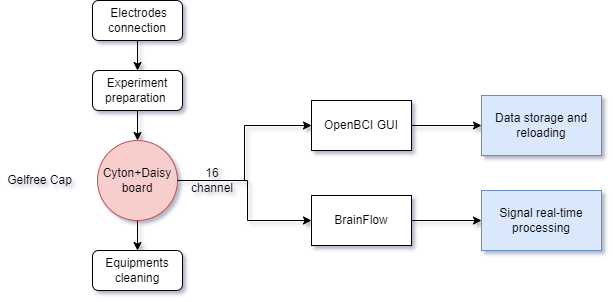 Electrodes
connection
Experiment
preparation
Gelfree Cap
Cyton+Daisy
board
16
channel
OpenBCI GUI
Data storage and
reloading
BrainFlow
Signal real-time
processing
Equipments
cleaning